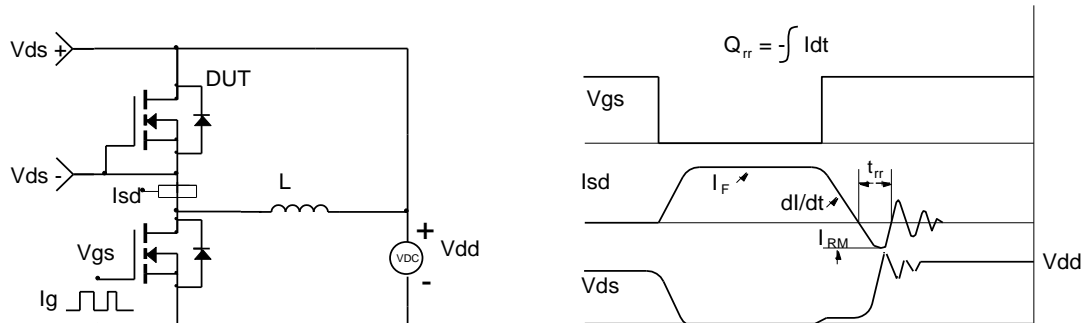 Vds +
DUT
Vds -
Isd
L
Vgs
+
VDC
Vdd
-
Ig
Q_rr = -∫ Idt
Vgs
Isd
I_F
dI/dt
t_rr
I_RM
Vdd
Vds